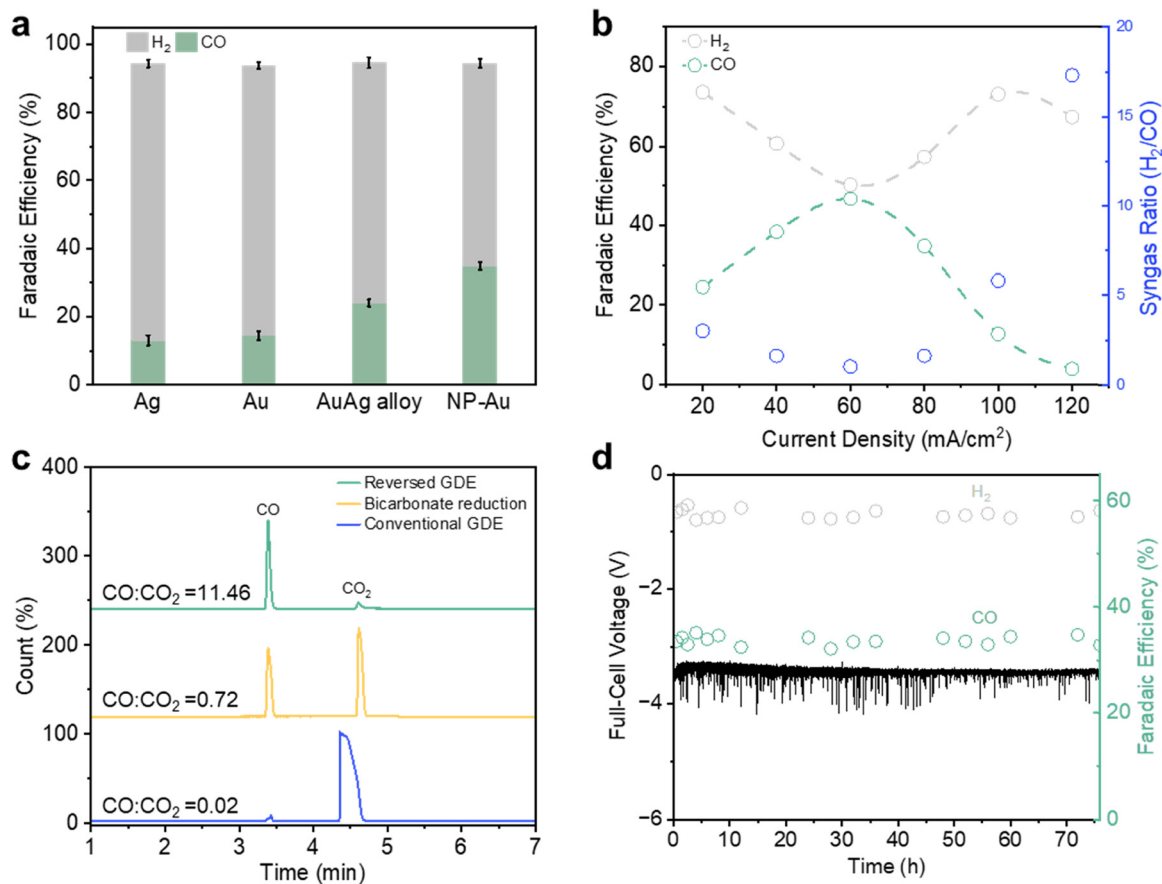 a
H₂ CO
Faradaic Efficiency (%)
100
80
60
40
20
0
Ag Au AuAg alloy NP-Au
b
H₂
CO
Faradaic Efficiency (%)
80
60
40
20
0
20
15
10
5
0
Syngas Ratio (H₂/CO)
20 40 60 80 100 120
Current Density (mA/cm²)
c
Reversed GDE
Bicarbonate reduction
Conventional GDE
CO
CO₂
CO:CO₂ =11.46
CO:CO₂ =0.72
CO:CO₂ =0.02
Count (%)
400
300
200
100
0
1 2 3 4 5 6 7
Time (min)
d
H₂
CO
Full-Cell Voltage (V)
0
−2
−4
−6
60
40
20
0
Faradaic Efficiency (%)
0 10 20 30 40 50 60 70
Time (h)